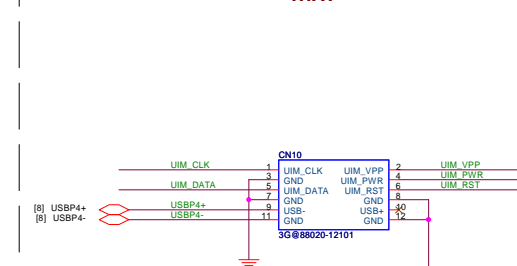 CN10
UIM_CLK 1 UIM_CLK UIM_VPP 2 UIM_VPP
3 GND UIM_PWR 4 UIM_PWR
UIM_DATA 5 UIM_DATA UIM_RST 6 UIM_RST
7 GND GND 8
[8] USBP4+ USBP4+ 9 USB- USB+ 10
[8] USBP4- USBP4- 11 GND GND 12
3G@88020-12101